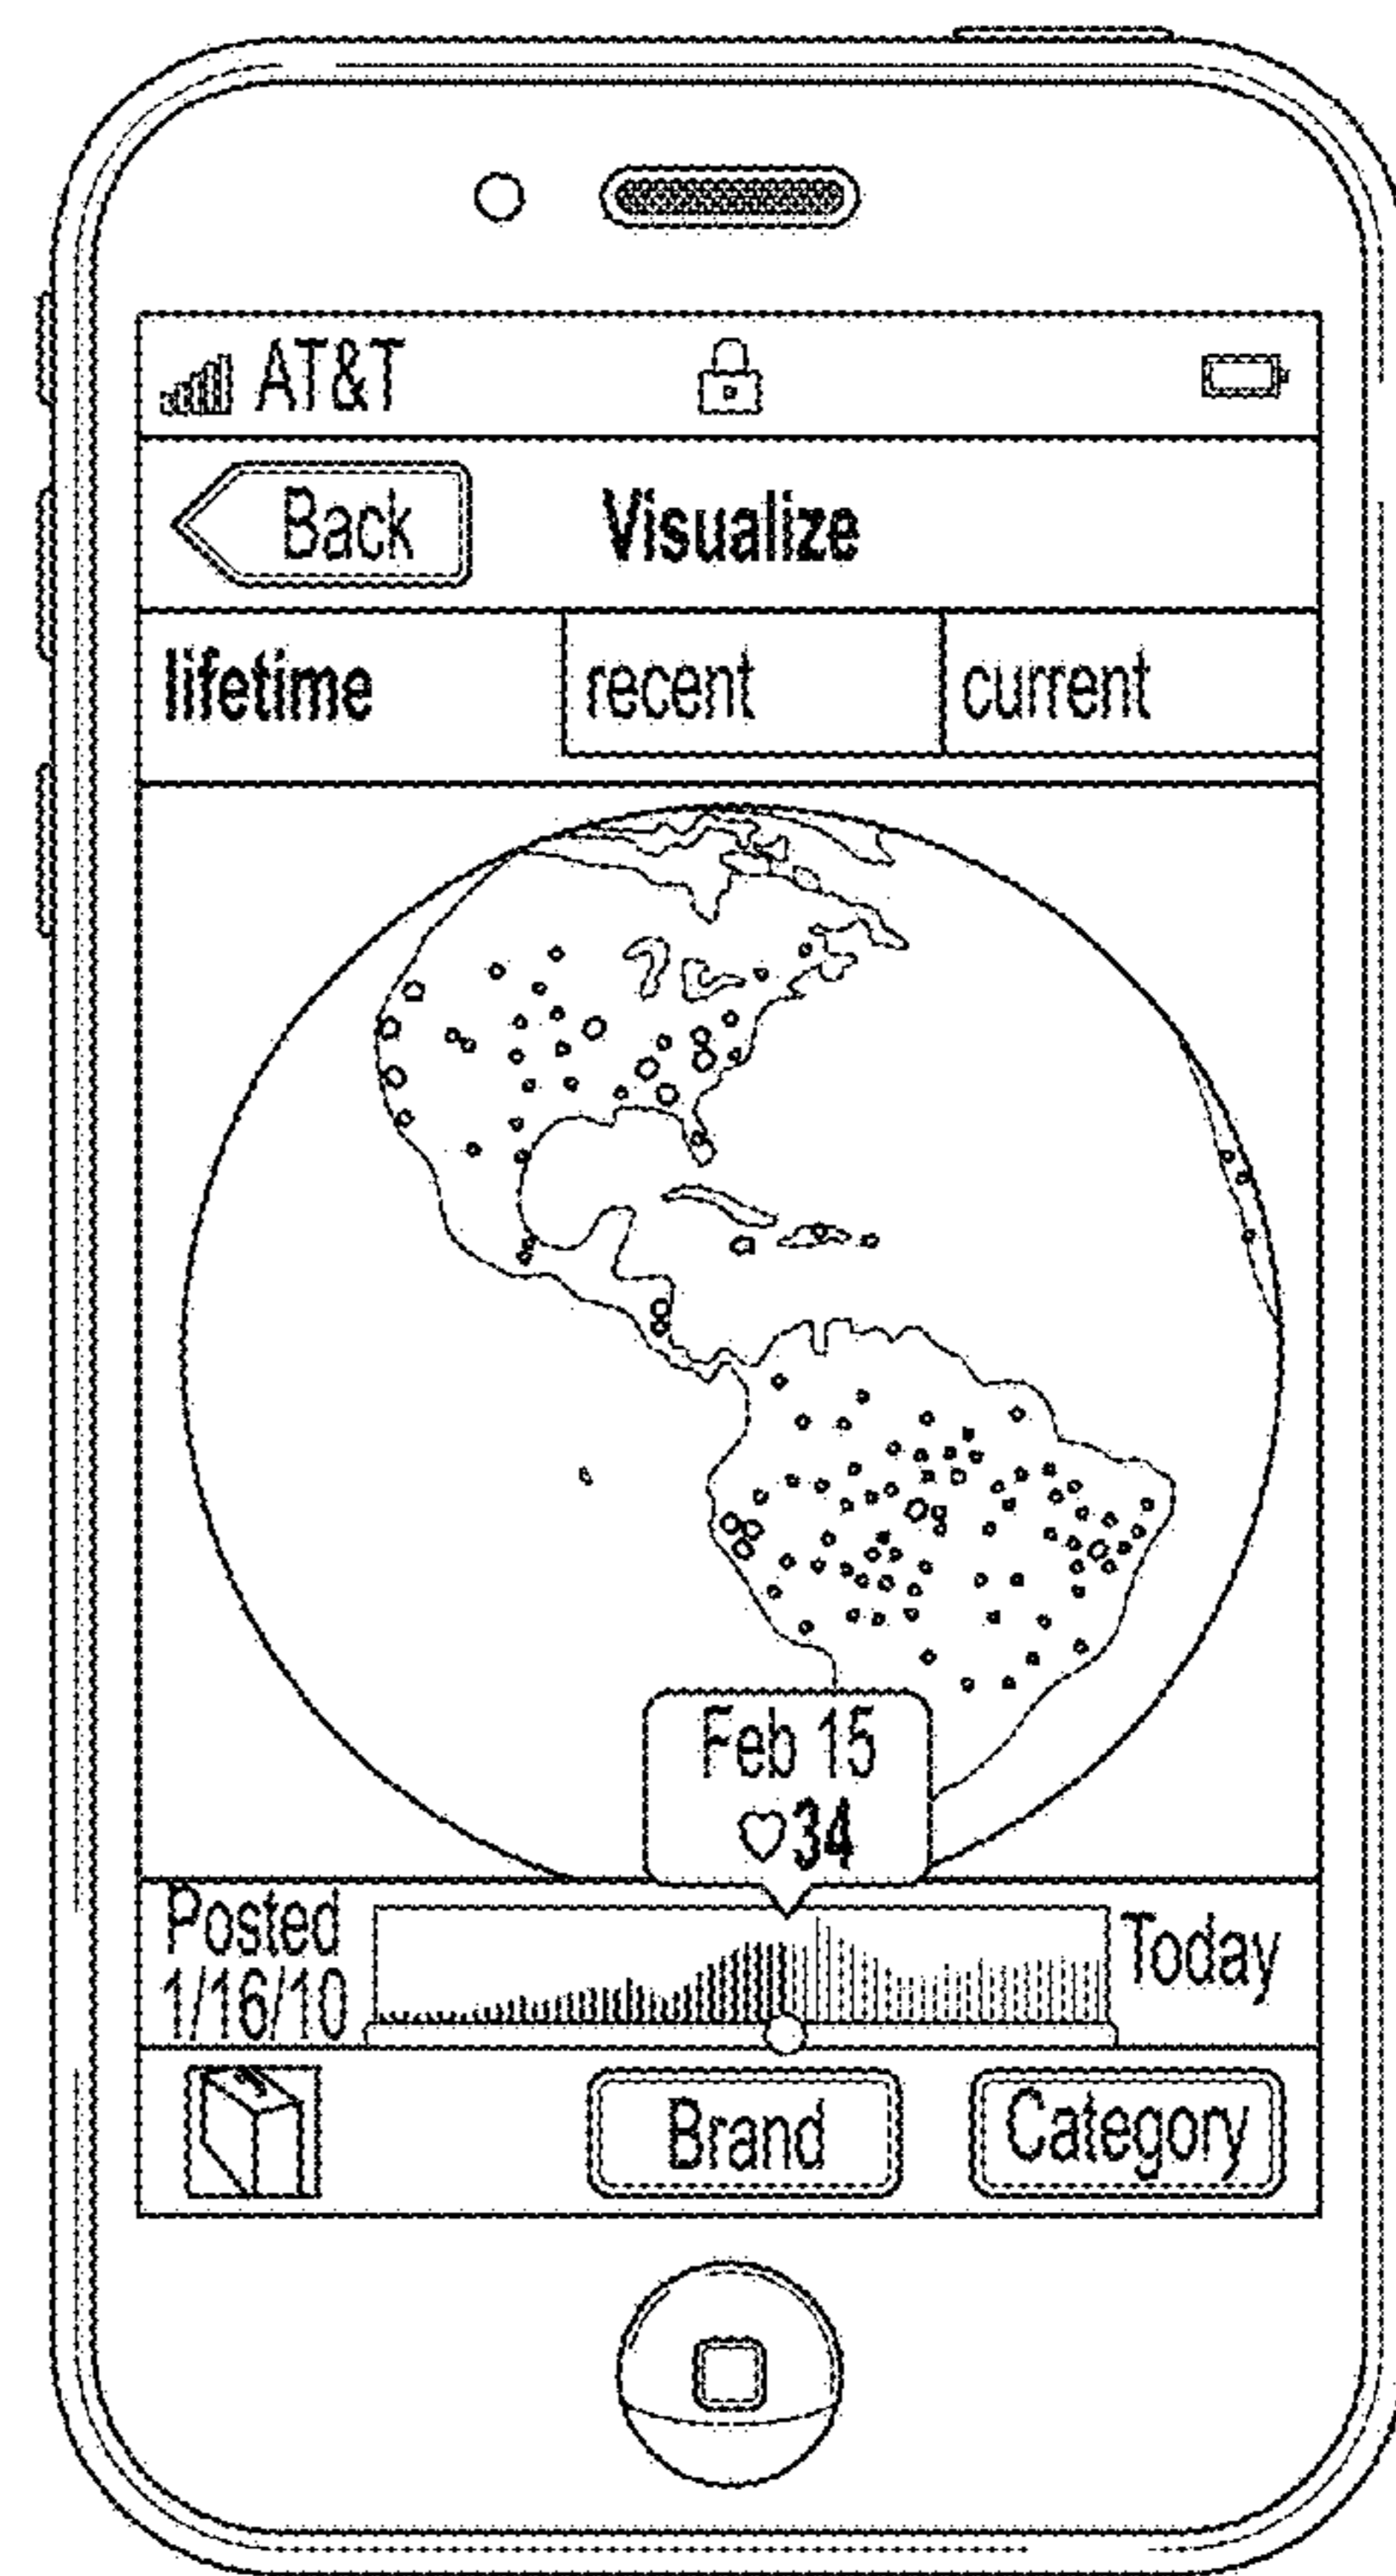 AT&T
Back Visualize
lifetime recent current
Feb 15
♡34
Posted
1/16/10
Today
Brand Category